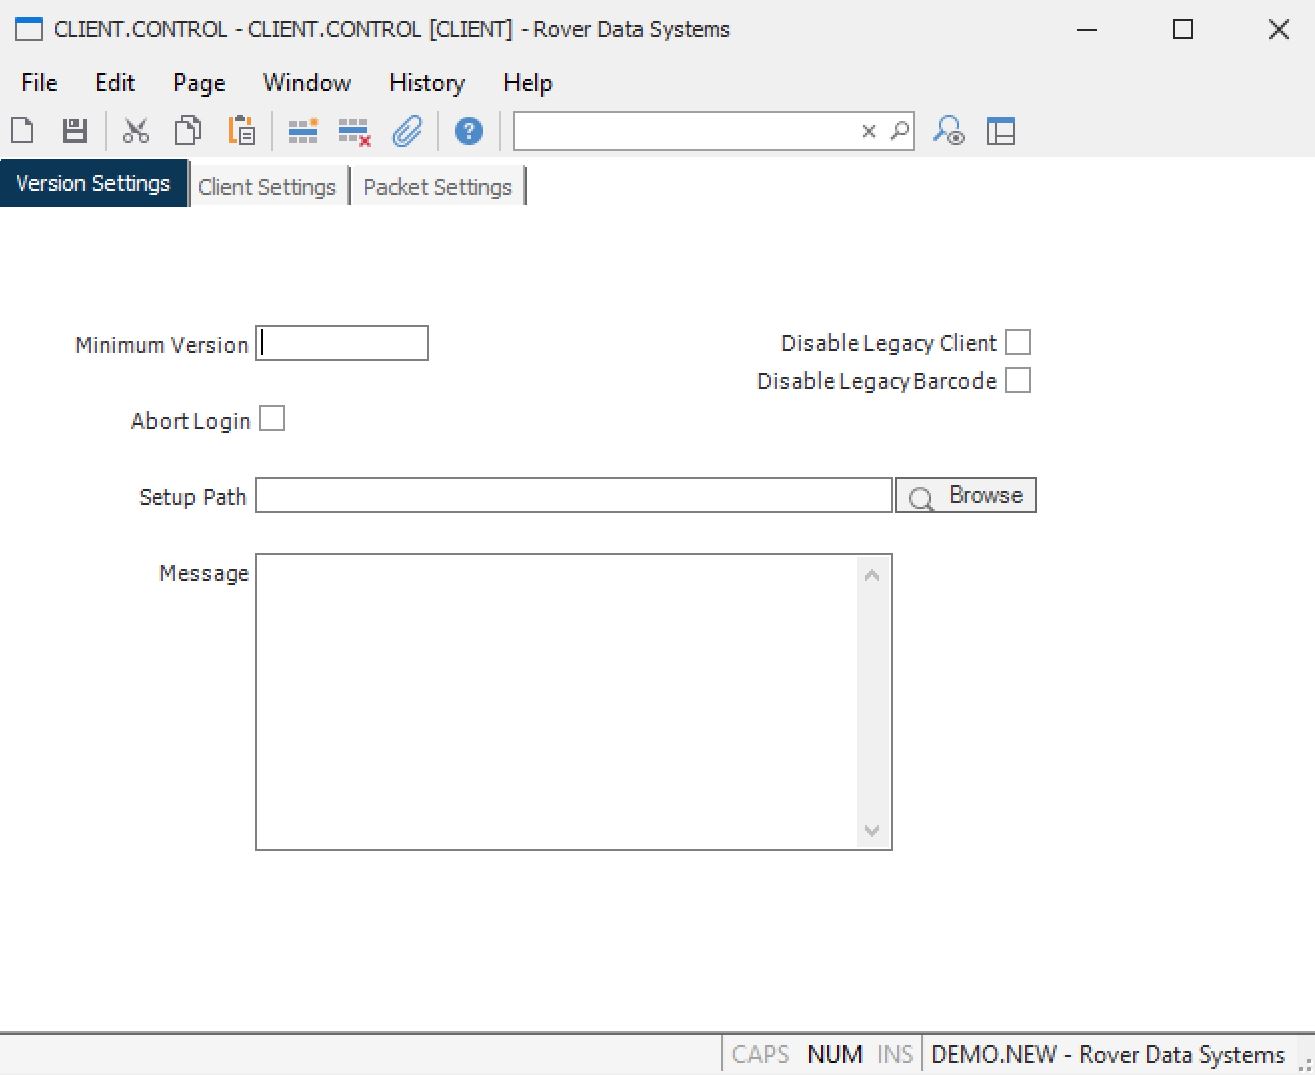 CLIENT.CONTROL - CLIENT.CONTROL [CLIENT] - Rover Data Systems
File Edit Page Window History Help
Version Settings Client Settings Packet Settings
Minimum Version Disable Legacy Client
Disable Legacy Barcode
Abort Login
Setup Path Browse
Message
CAPS NUM INS DEMO.NEW - Rover Data Systems